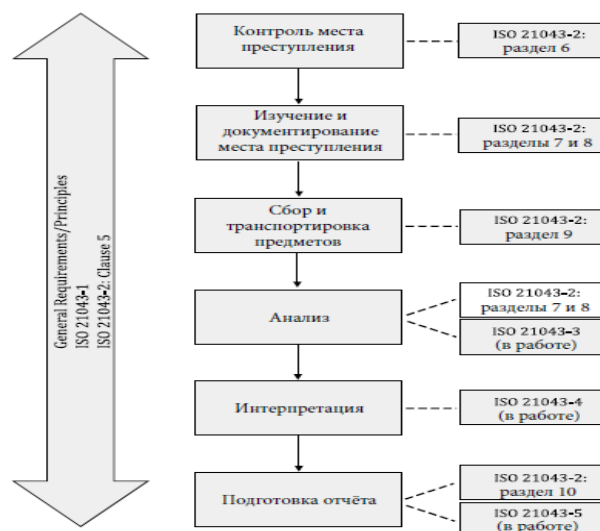 Контроль места
преступления
ISO 21043-2:
раздел 6
Изучение и
документирование
места преступления
ISO 21043-2:
разделы 7 и 8
Сбор и
транспортировка
предметов
ISO 21043-2:
раздел 9
Анализ
ISO 21043-2:
разделы 7 и 8
ISO 21043-3
(в работе)
Интерпретация
ISO 21043-4
(в работе)
Подготовка отчёта
ISO 21043-2:
раздел 10
ISO 21043-5
(в работе)
General Requirements/Principles
ISO 21043-1
ISO 21043-2: Clause 5